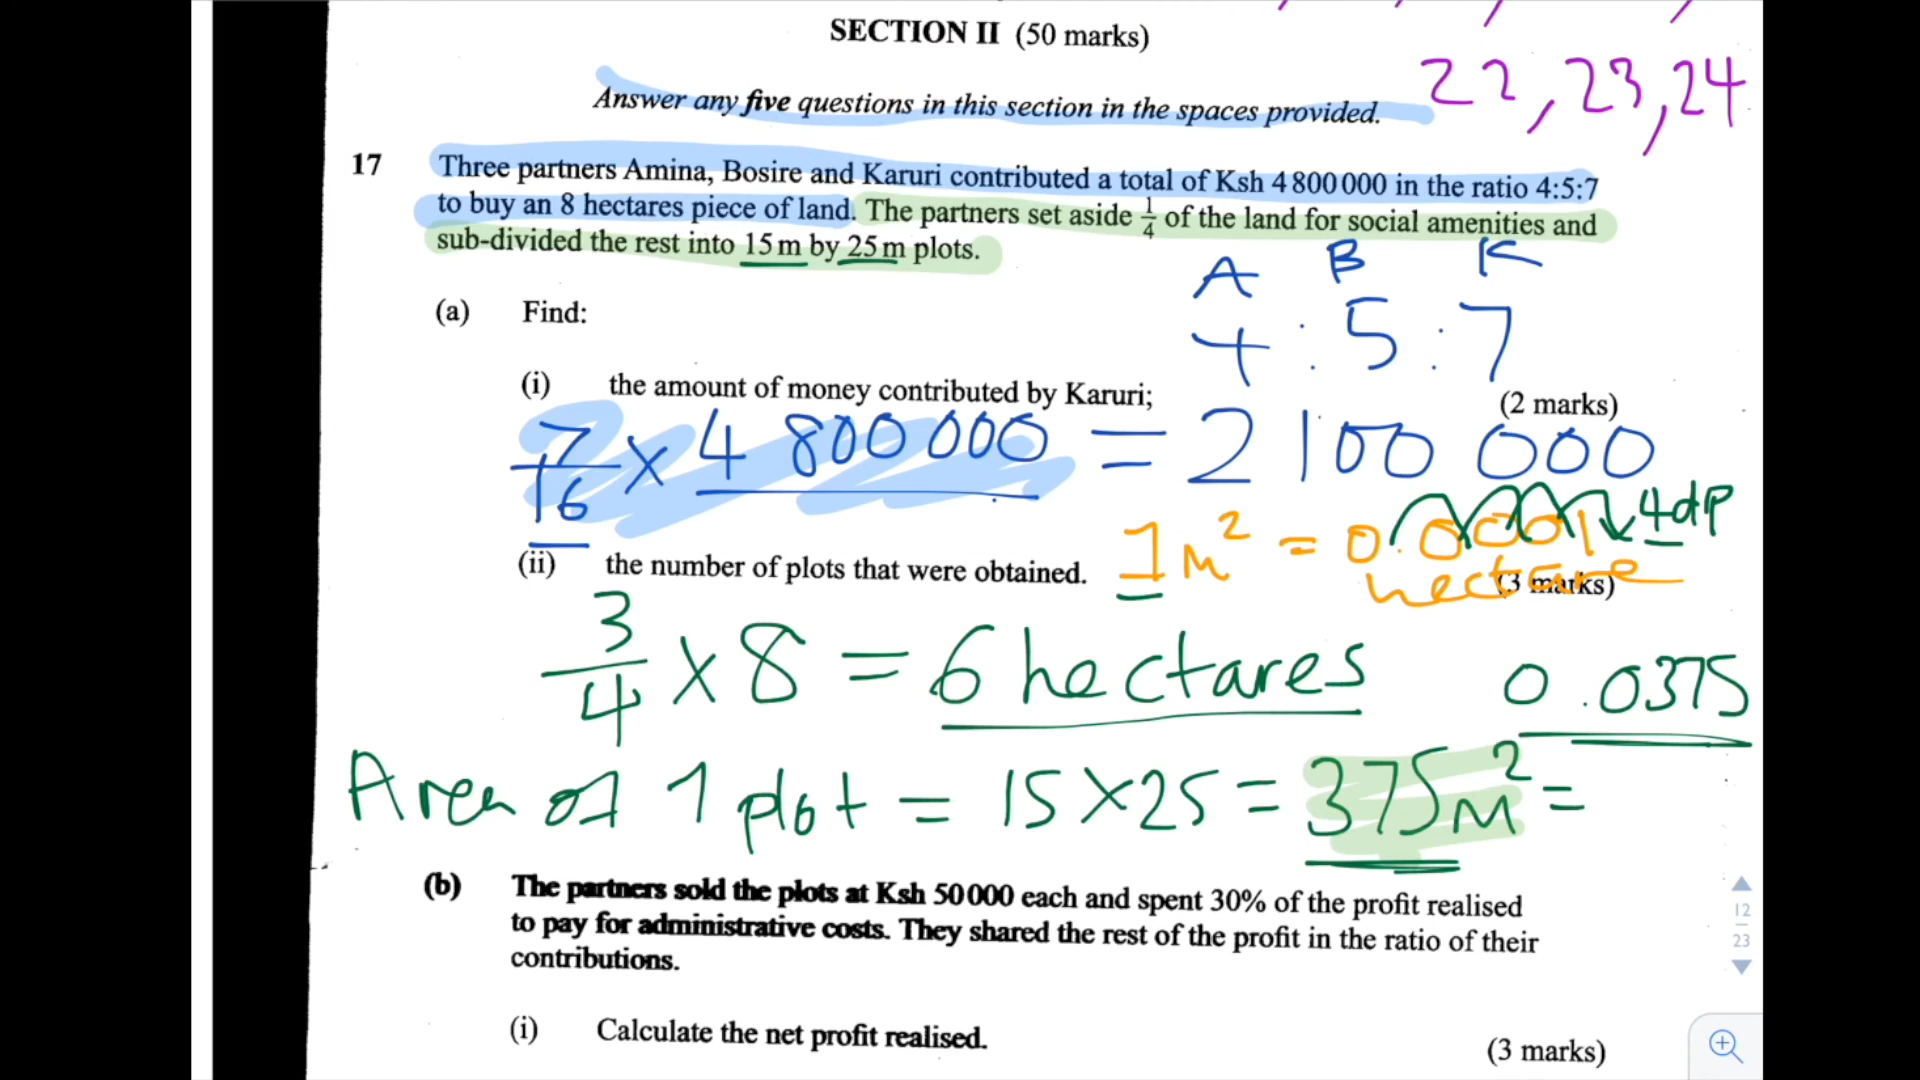 SECTION II (50 marks)
22, 23, 24
Answer any five questions in this section in the spaces provided.
17 Three partners Amina, Bosire and Karuri contributed a total of Ksh 4 800 000 in the ratio 4:5:7
to buy an 8 hectares piece of land. The partners set aside 1/4 of the land for social amenities and
sub-divided the rest into 15 m by 25 m plots.
A B K
(a) Find:
4 : 5 : 7
(i) the amount of money contributed by Karuri;
(2 marks)
7/16 × 4 800 000 = 2 100 000
4dp
1 m² = 0.0001
hectare
(ii) the number of plots that were obtained.
(3 marks)
3/4 × 8 = 6 hectares
0.0375
Area of 1 plot = 15 × 25 = 375 m² =
(b) The partners sold the plots at Ksh 50 000 each and spent 30% of the profit realised
to pay for administrative costs. They shared the rest of the profit in the ratio of their
contributions.
12
23
(i) Calculate the net profit realised.
(3 marks)